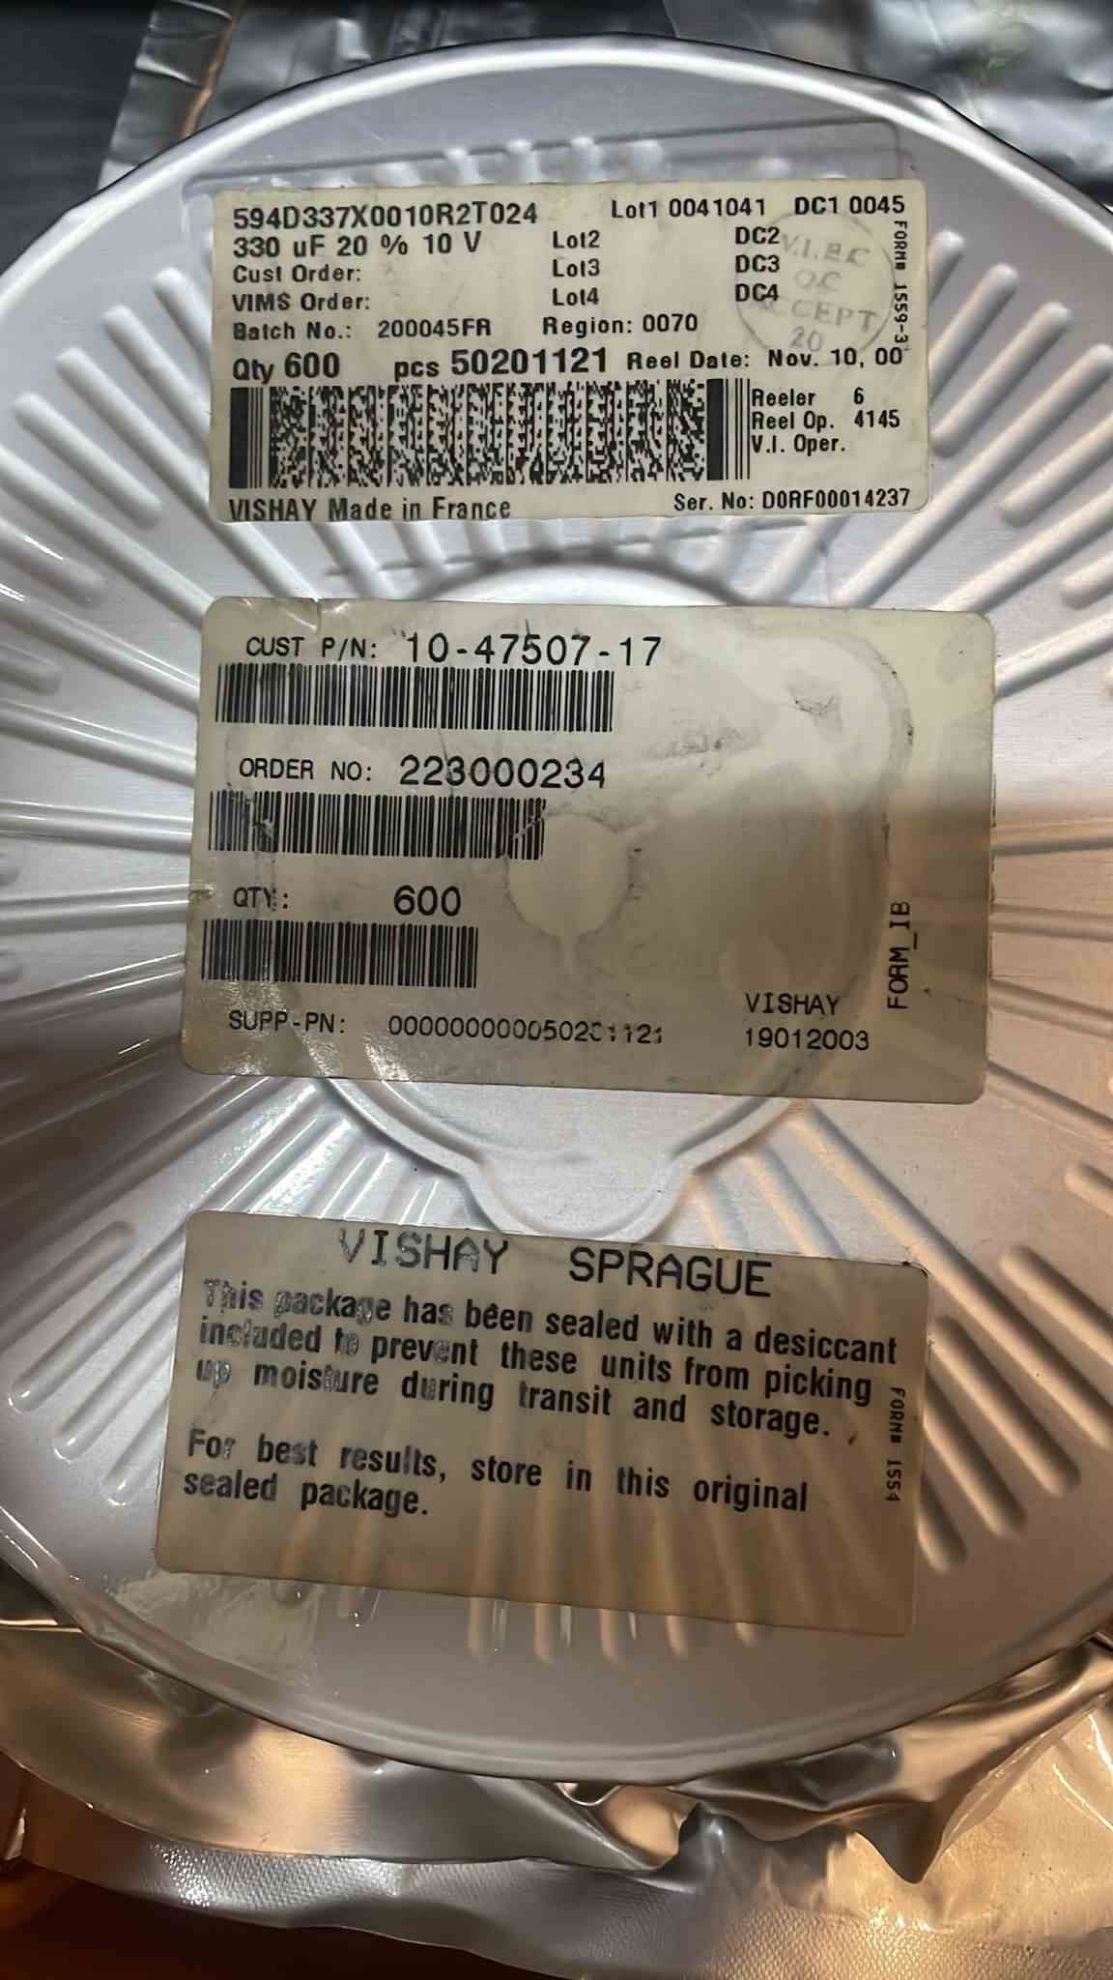 594D337X0010R2T024 Lot1 0041041 DC1 0045
330 uF 20 % 10 V Lot2 DC2
Cust Order: Lot3 DC3
VIMS Order: Lot4 DC4
Batch No.: 200045FR Region: 0070
Qty 600 pcs 50201121 Reel Date: Nov. 10, 00
Reeler 6
Reel Op. 4145
V.I. Oper.
VISHAY Made in France Ser. No: D0RF00014237
FORM# 1559-3
QC
ACCEPT
20
CUST P/N: 10-47507-17
ORDER NO: 223000234
QTY: 600
SUPP-PN: 000000000050201121
VISHAY
19012003
FORM_IB
VISHAY SPRAGUE
This package has been sealed with a desiccant
included to prevent these units from picking
up moisture during transit and storage.
For best results, store in this original
sealed package.
FORM# 1554